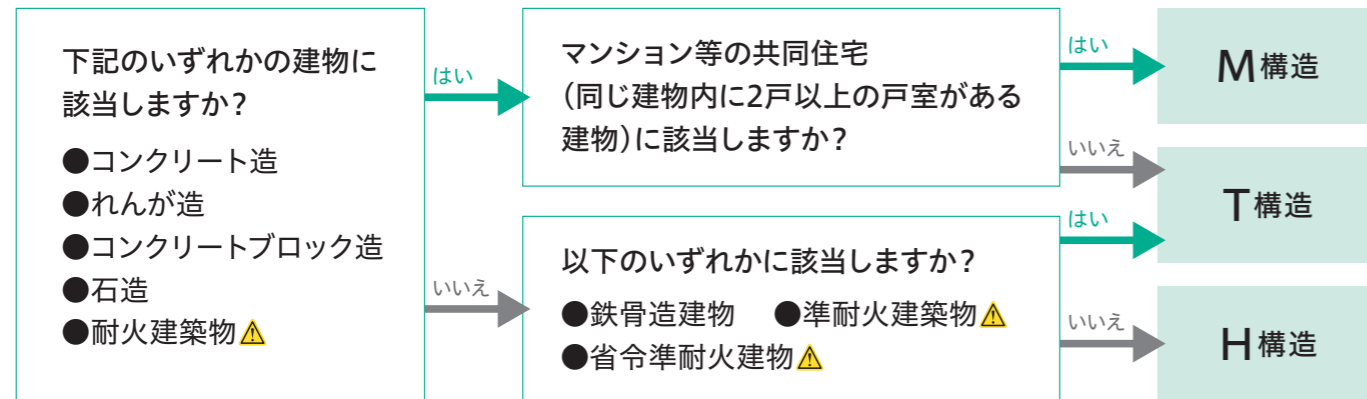 下記のいずれかの建物に
該当しますか？
●コンクリート造
●れんが造
●コンクリートブロック造
●石造
●耐火建築物⚠
はい
いいえ
マンション等の共同住宅
（同じ建物内に2戸以上の戸室がある
建物）に該当しますか？
はい
いいえ
以下のいずれかに該当しますか？
●鉄骨造建物　●準耐火建築物⚠
●省令準耐火建物⚠
はい
いいえ
M構造
T構造
H構造